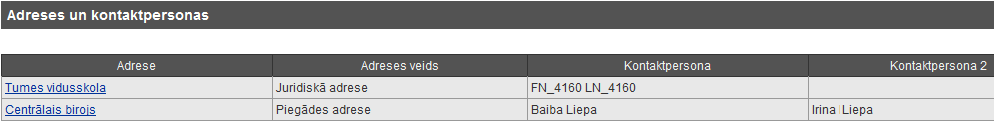 Adreses un kontaktpersonas
Adrese Adreses veids Kontaktpersona Kontaktpersona 2
Tumes vidusskola Juridiskā adrese FN_4160 LN_4160
Centrālais birojs Piegādes adrese Baiba Liepa Irina Liepa